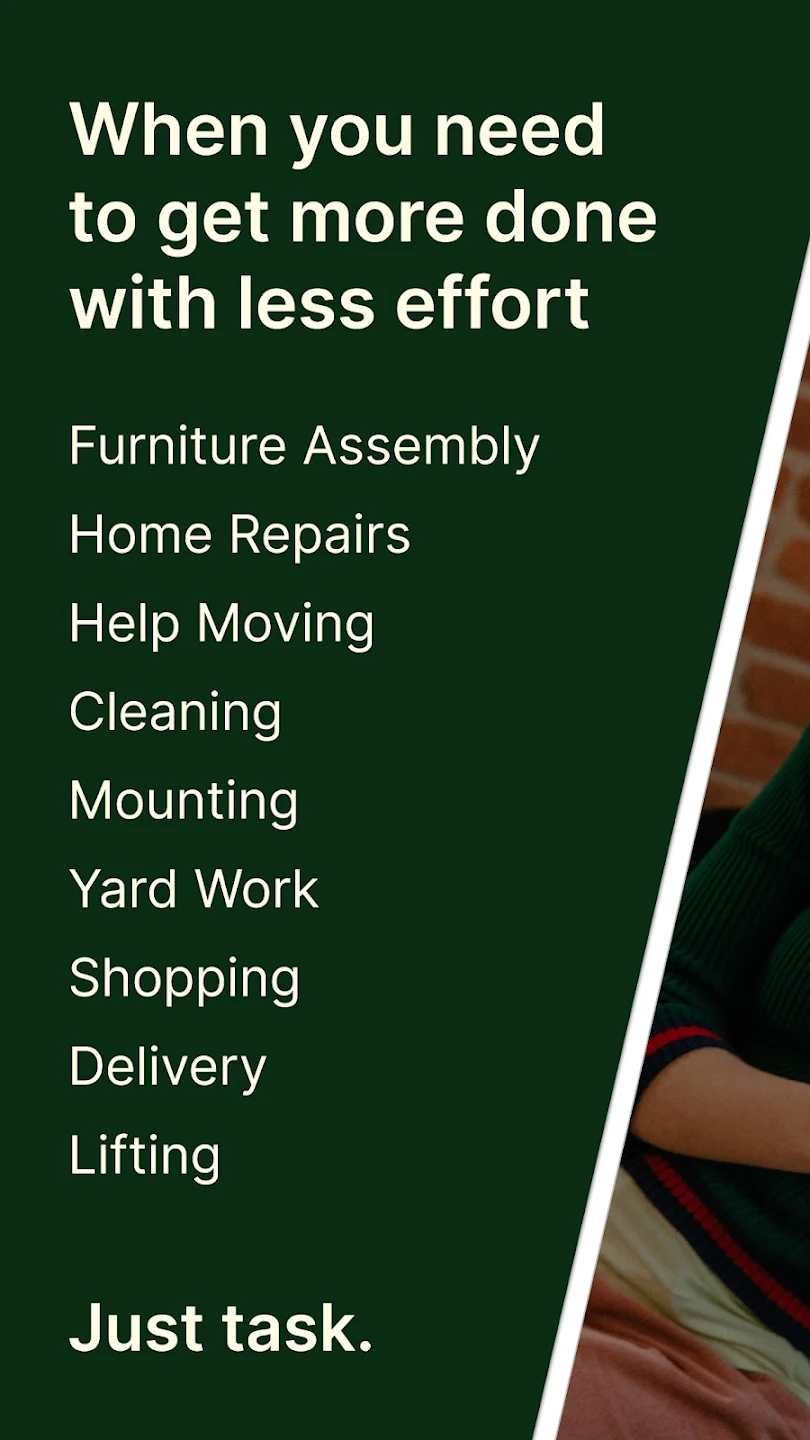 When you need
to get more done
with less effort
Furniture Assembly
Home Repairs
Help Moving
Cleaning
Mounting
Yard Work
Shopping
Delivery
Lifting
Just task.